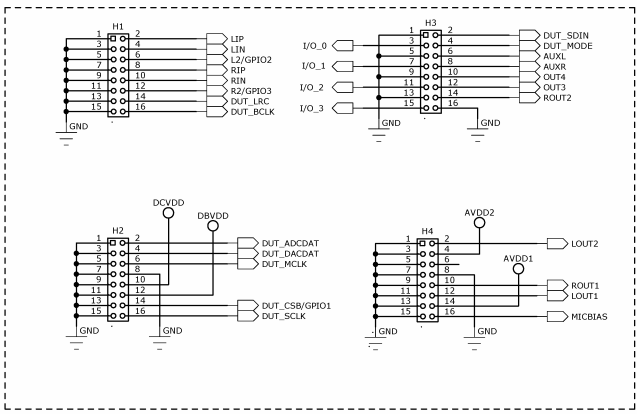 H1
1 2 LIP
3 4 LIN
5 6 L2/GPIO2
7 8 RIP
9 10 RIN
11 12 R2/GPIO3
13 14 DUT_LRC
15 16 DUT_BCLK
GND
H3
1 2 DUT_SDIN
I/O_0 3 4 DUT_MODE
5 6 AUXL
I/O_1 7 8 AUXR
9 10 OUT4
I/O_2 11 12 OUT3
13 14 ROUT2
I/O_3 15 16
GND GND
DCVDD
DBVDD
H2
1 2 DUT_ADCDAT
3 4 DUT_DACDAT
5 6 DUT_MCLK
7 8
9 10
11 12
13 14 DUT_CSB/GPIO1
15 16 DUT_SCLK
GND GND
AVDD2
AVDD1
H4
1 2 LOUT2
3 4
5 6
7 8
9 10 ROUT1
11 12 LOUT1
13 14
15 16 MICBIAS
GND GND